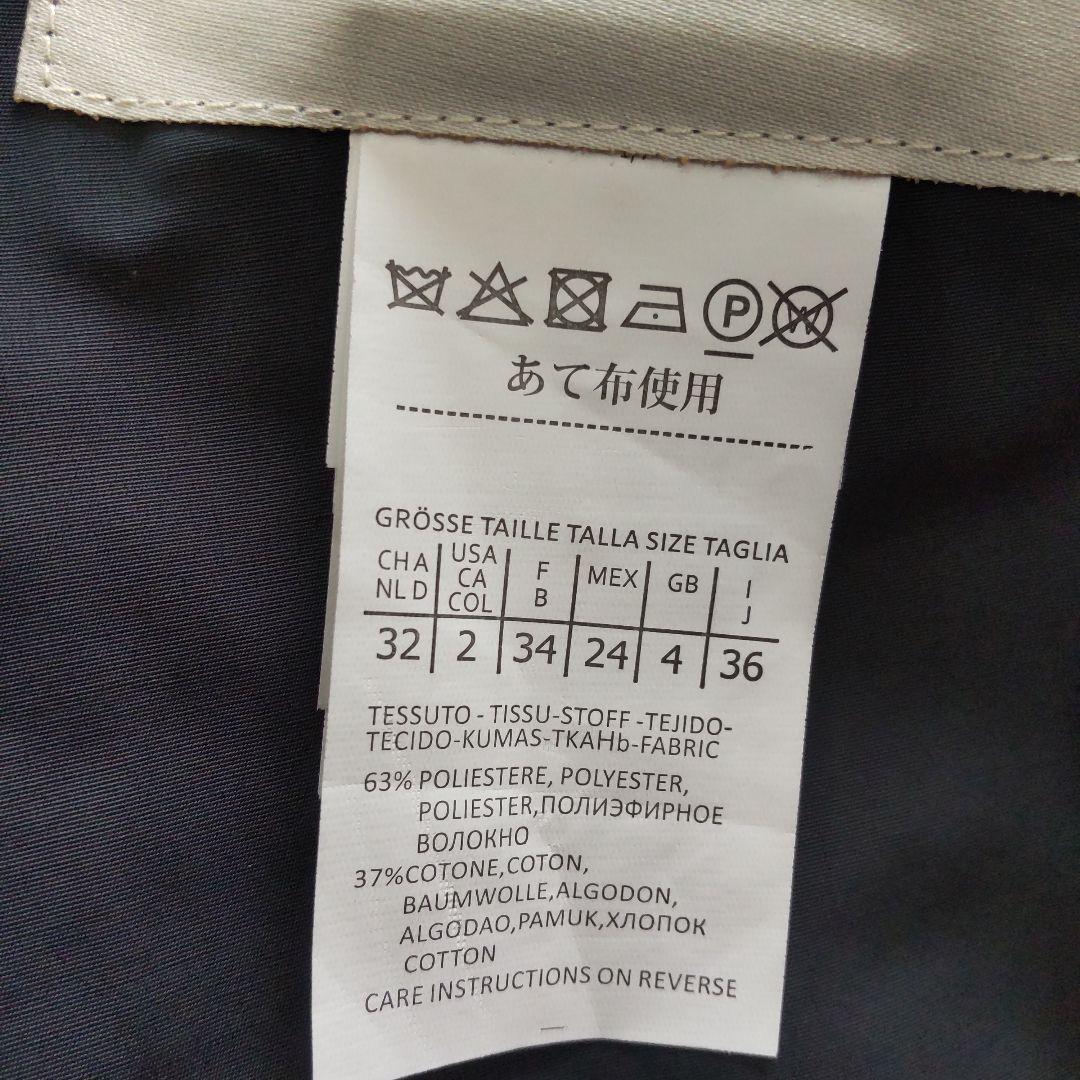 P W
あて布使用
GRÖSSE TAILLE TALLA SIZE TAGLIA
CH A NL D USA CA COL F B MEX GB I J
32 2 34 24 4 36
TESSUTO - TISSU-STOFF -TEJIDO-
TECIDO-KUMAS-TKAHb-FABRIC
63% POLIESTERE, POLYESTER,
POLIESTER,ПОЛИЭФИРНОЕ
ВОЛОКНО
37%COTONE,COTON,
BAUMWOLLE,ALGODON,
ALGODAO,PAMUK,ХЛОПОК
COTTON
CARE INSTRUCTIONS ON REVERSE